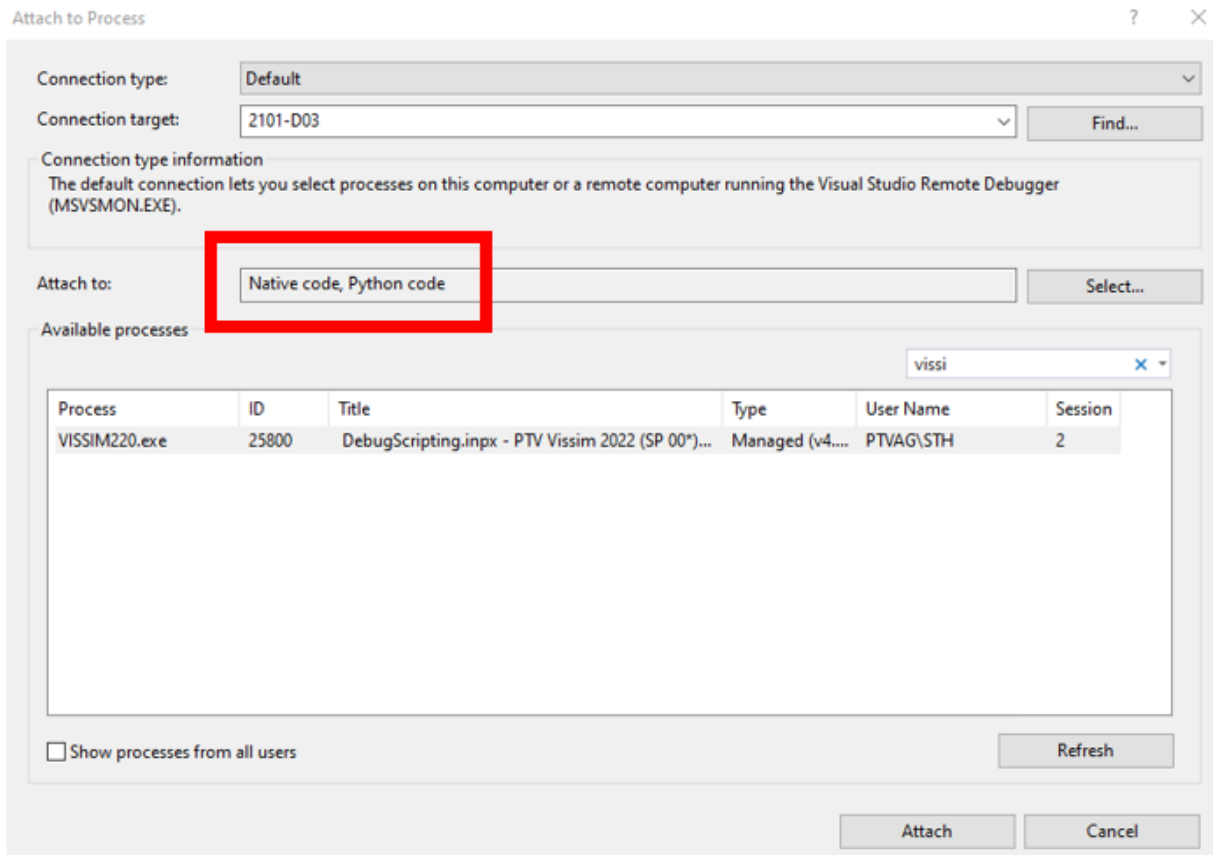 Attach to Process
Connection type: Default
Connection target: 2101-D03 Find...
Connection type information
The default connection lets you select processes on this computer or a remote computer running the Visual Studio Remote Debugger
(MSVSMON.EXE).
Attach to: Native code, Python code Select...
Available processes
vissi
Process ID Title Type User Name Session
VISSIM220.exe 25800 DebugScripting.inpx - PTV Vissim 2022 (SP 00*)... Managed (v4.... PTVAG\STH 2
Show processes from all users Refresh
Attach Cancel